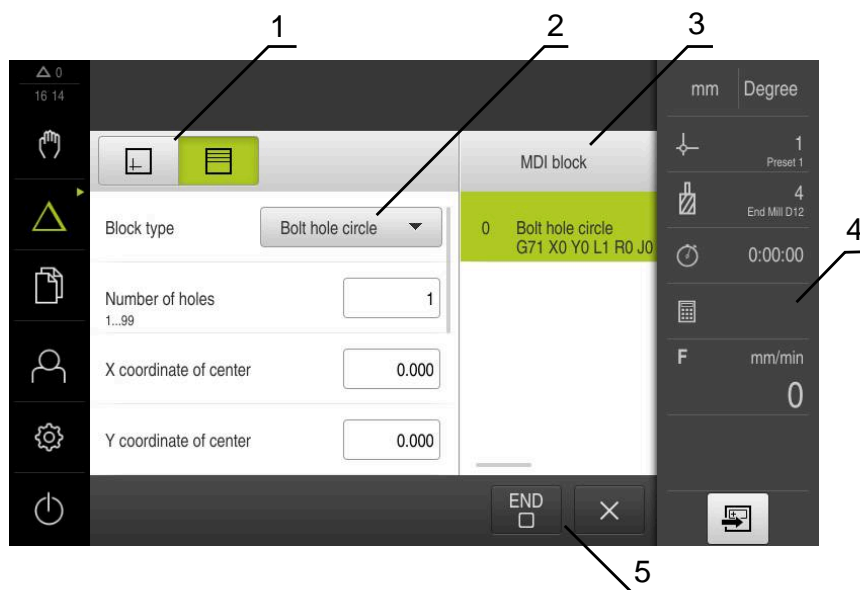 1
2
3
0
16 14
mm
Degree
1
Preset 1
MDI block
4
End Mill D12
4
Block type
Bolt hole circle
0
Bolt hole circle
G71 X0 Y0 L1 R0 J0
0:00:00
Number of holes
1...99
1
X coordinate of center
0.000
F
mm/min
0
Y coordinate of center
0.000
END
5